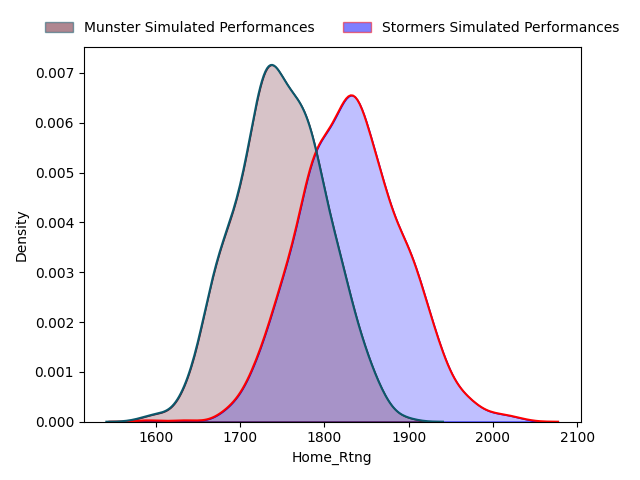 Munster Simulated Performances Stormers Simulated Performances
0.007
0.006
0.005
0.004
0.003
0.002
0.001
0.000
Density
1600 1700 1800 1900 2000 2100
Home_Rtng